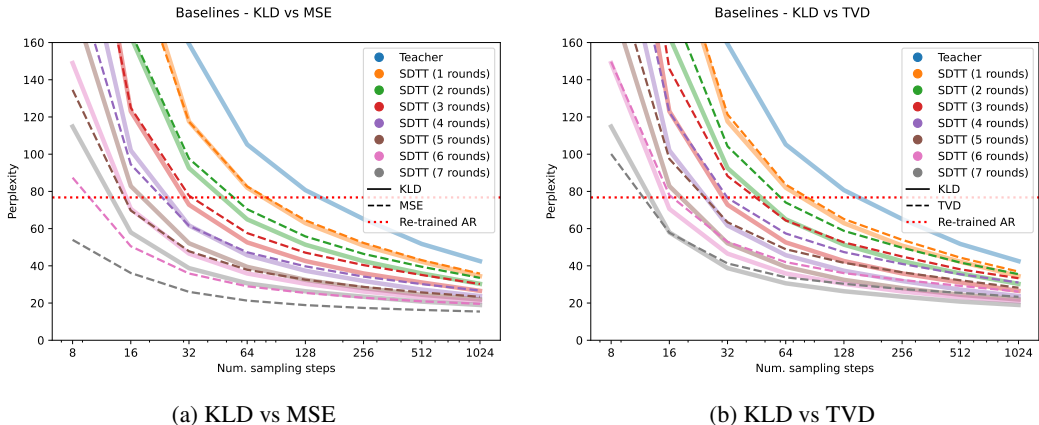 Baselines - KLD vs MSE
Perplexity
160
140
120
100
80
60
40
20
0
8 16 32 64 128 256 512 1024
Num. sampling steps
Teacher
SDTT (1 rounds)
SDTT (2 rounds)
SDTT (3 rounds)
SDTT (4 rounds)
SDTT (5 rounds)
SDTT (6 rounds)
SDTT (7 rounds)
KLD
MSE
Re-trained AR
(a) KLD vs MSE
Baselines - KLD vs TVD
Perplexity
160
140
120
100
80
60
40
20
0
8 16 32 64 128 256 512 1024
Num. sampling steps
Teacher
SDTT (1 rounds)
SDTT (2 rounds)
SDTT (3 rounds)
SDTT (4 rounds)
SDTT (5 rounds)
SDTT (6 rounds)
SDTT (7 rounds)
KLD
TVD
Re-trained AR
(b) KLD vs TVD